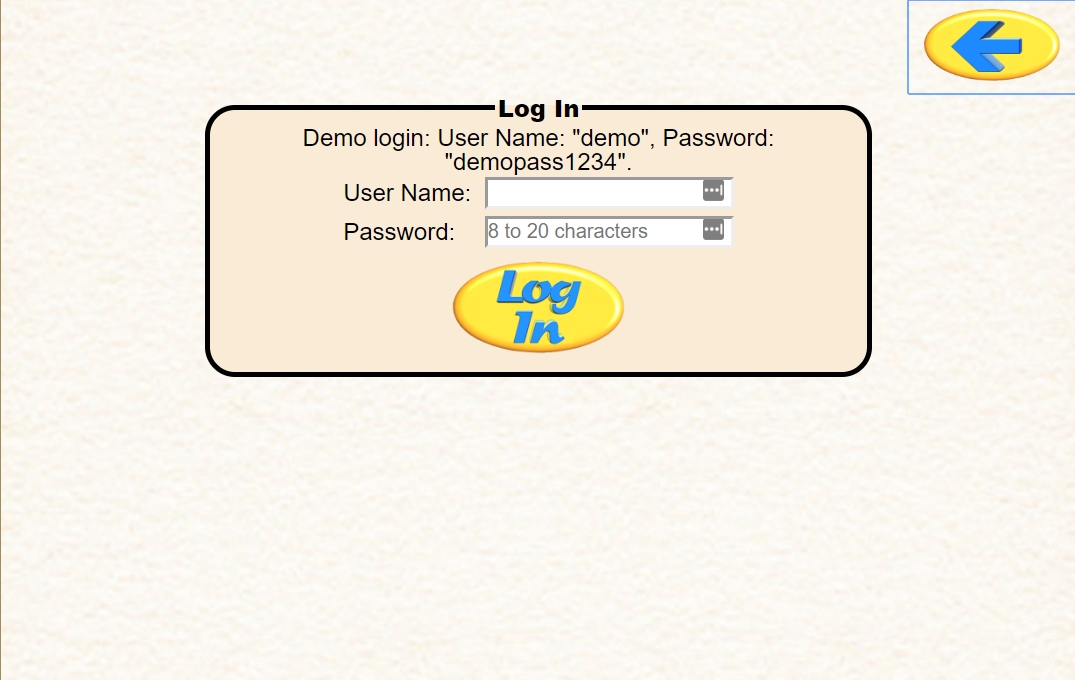 Log In
Demo login: User Name: "demo", Password:
"demopass1234".
User Name:
Password: 8 to 20 characters
Log
In